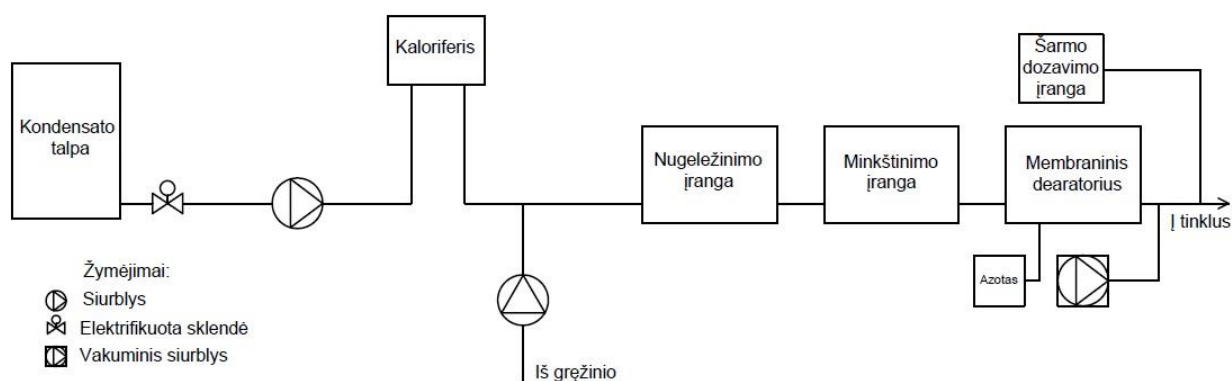 Kaloriferis
Šarmo
dozavimo
įranga
Kondensato
talpa
Nugeležinimo
įranga
Minkštinimo
įranga
Membraninis
dearatorius
Į tinklus
Azotas
Žymėjimai:
Siurblys
Elektrifikuota sklendė
Vakuminis siurblys
Iš gręžinio